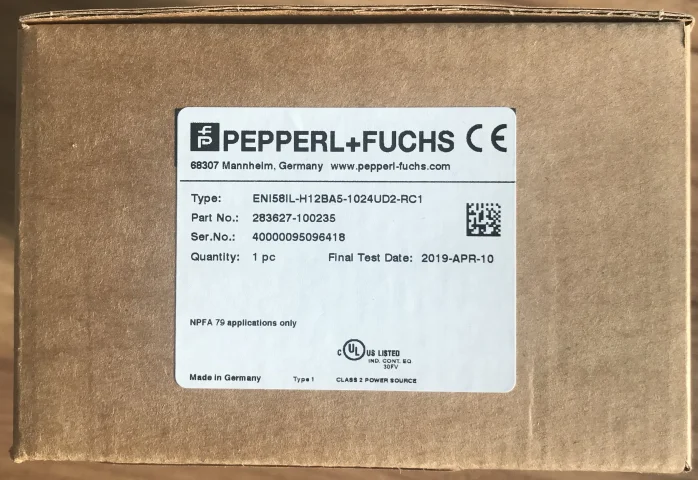 PEPPERL+FUCHS CE
68307 Mannheim, Germany www.pepperl-fuchs.com
Type: ENI58IL-H12BA5-1024UD2-RC1
Part No.: 283627-100235
Ser.No.: 40000095096418
Quantity: 1 pc Final Test Date: 2019-APR-10
NPFA 79 applications only
C UL US LISTED
IND. CONT. EQ
30FV
Made in Germany Type 1 CLASS 2 POWER SOURCE